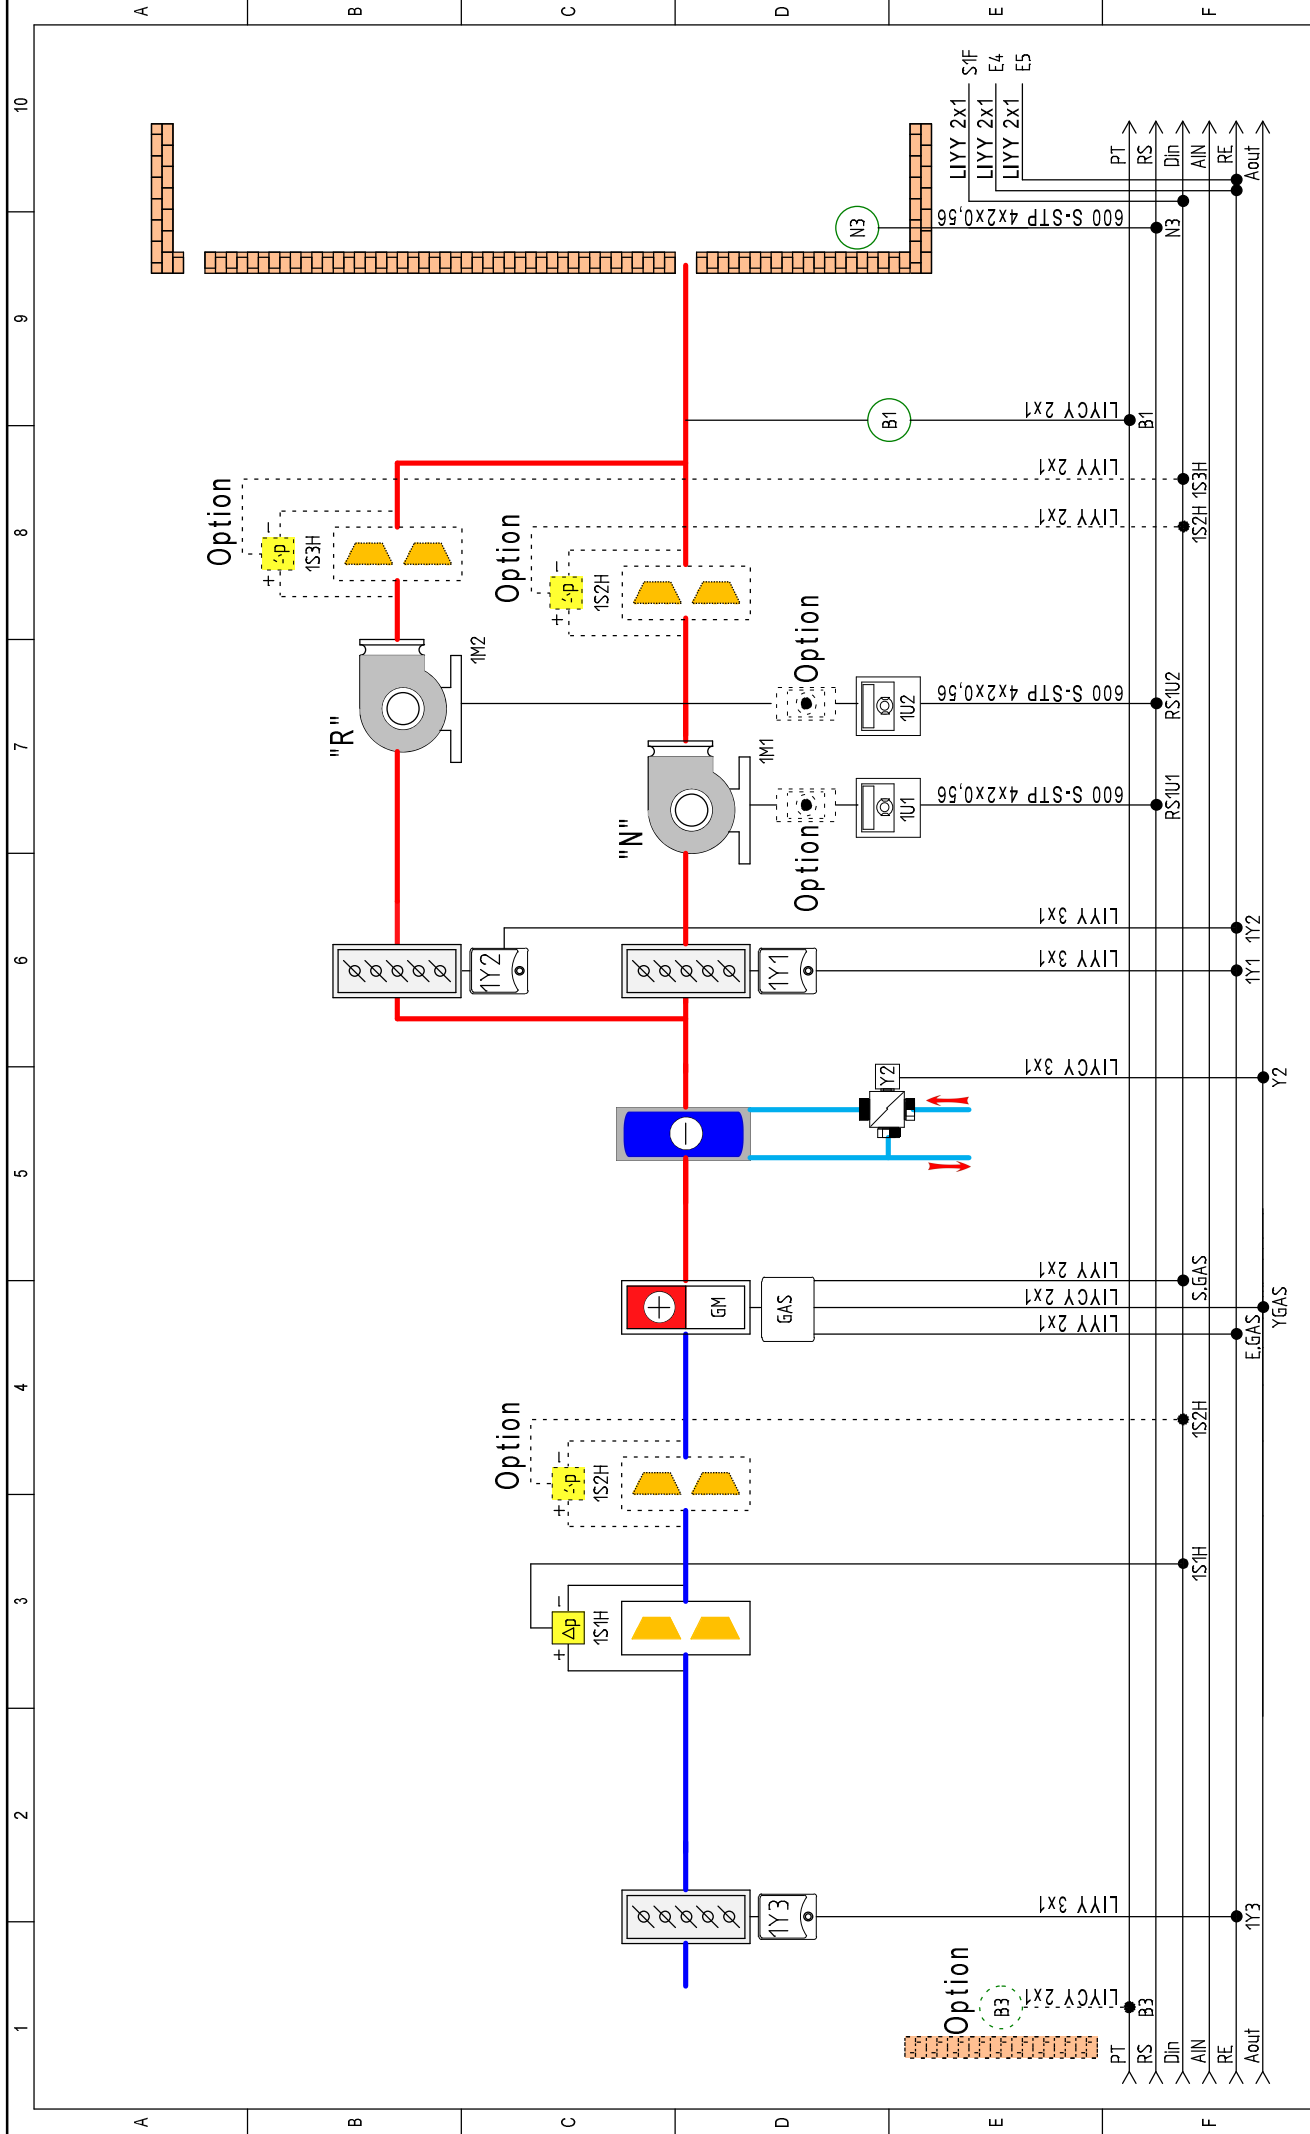 A
B
C
D
E
F
1
2
3
4
5
6
7
8
9
10
Option
1S3H
+
-
Δp
"R"
1M2
1Y2
Option
1S2H
+
-
Δp
"N"
1M1
1Y1
Option
1S2H
+
-
Δp
1S1H
+
-
Δp
1Y3
GM
GAS
Y2
Option
Option
1U1
1U2
B1
N3
Option
B3
LIYCY 2x1
LIYY 3x1
LIYY 2x1
LIYCY 2x1
LIYY 2x1
LIYCY 3x1
LIYY 3x1
LIYY 3x1
600 S-STP 4x2x0,56
600 S-STP 4x2x0,56
LIYY 2x1
LIYY 2x1
LIYCY 2x1
600 S-STP 4x2x0,56
LIYY 2x1
S1F
LIYY 2x1
E4
LIYY 2x1
E5
PT
RS
Din
AIN
RE
Aout
B3
1Y3
1S1H
1S2H
E,GAS
YGAS
S,GAS
Y2
1Y1
1Y2
RS1U1
RS1U2
1S2H
1S3H
B1
N3
PT
RS
Din
AIN
RE
Aout
A
B
C
D
E
F